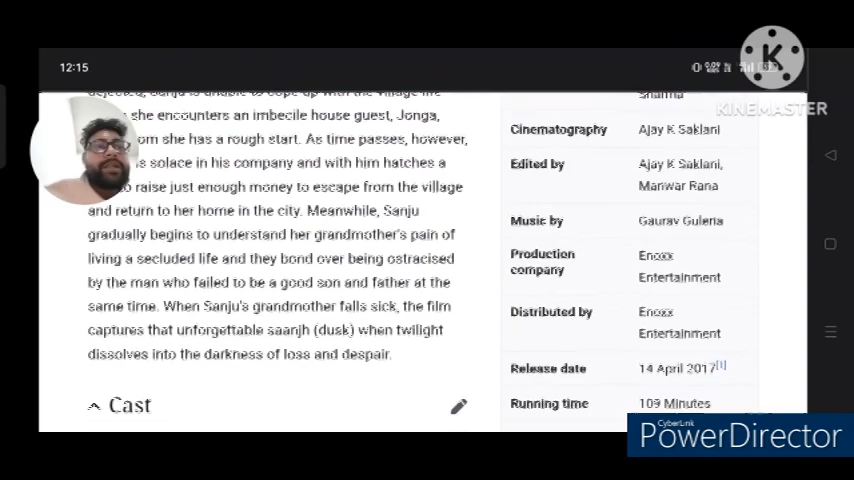 12:15
KINEMASTER
dejected, Sanju is unable to cope up with the village life
she encounters an imbecile house guest, Jonga,
om she has a rough start. As time passes, however,
s solace in his company and with him hatches a
o raise just enough money to escape from the village
and return to her home in the city. Meanwhile, Sanju
gradually begins to understand her grandmother's pain of
living a secluded life and they bond over being ostracised
by the man who failed to be a good son and father at the
same time. When Sanju's grandmother falls sick, the film
captures that unforgettable saanjh (dusk) when twilight
dissolves into the darkness of loss and despair.
Cast
Sharma
Cinematography Ajay K Saklani
Edited by Ajay K Saklani,
Manwar Rana
Music by Gaurav Guleria
Production Enoxx
company Entertainment
Distributed by Enoxx
Entertainment
Release date 14 April 2017[1]
Running time 109 Minutes
CyberLink
PowerDirector